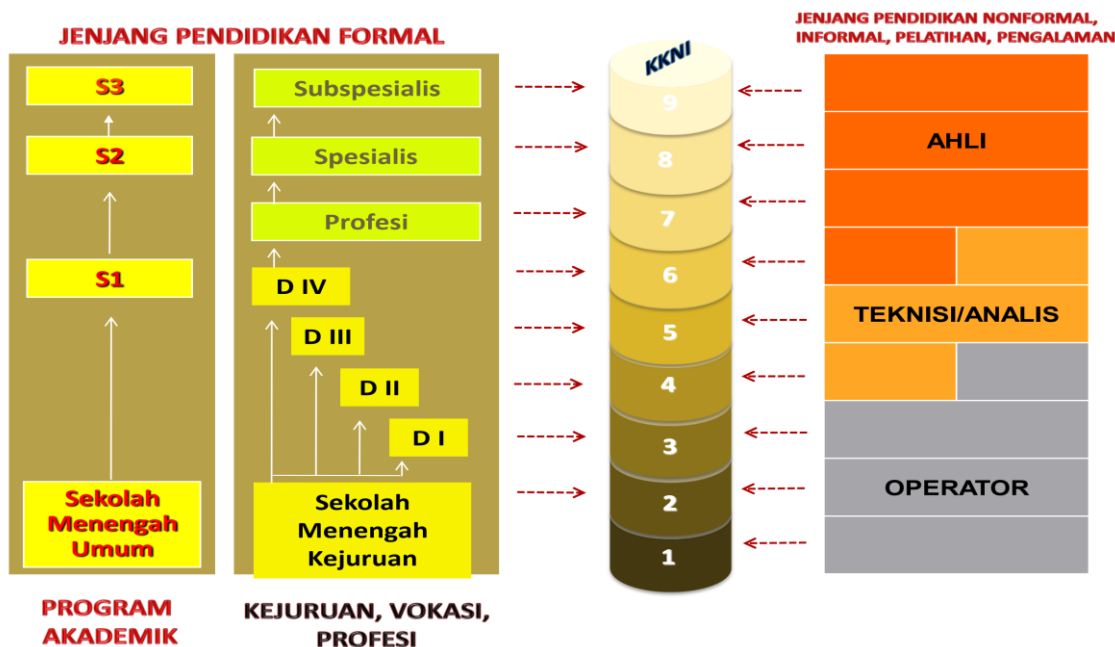 JENJANG PENDIDIKAN FORMAL
S3
S2
S1
Sekolah
Menengah
Umum
PROGRAM
AKADEMIK
Subspesialis
Spesialis
Profesi
D IV
D III
D II
D I
Sekolah
Menengah
Kejuruan
KEJURUAN, VOKASI,
PROFESI
KKNI
9
8
7
6
5
4
3
2
1
JENJANG PENDIDIKAN NONFORMAL,
INFORMAL, PELATIHAN, PENGALAMAN
AHLI
TEKNISI/ANALIS
OPERATOR